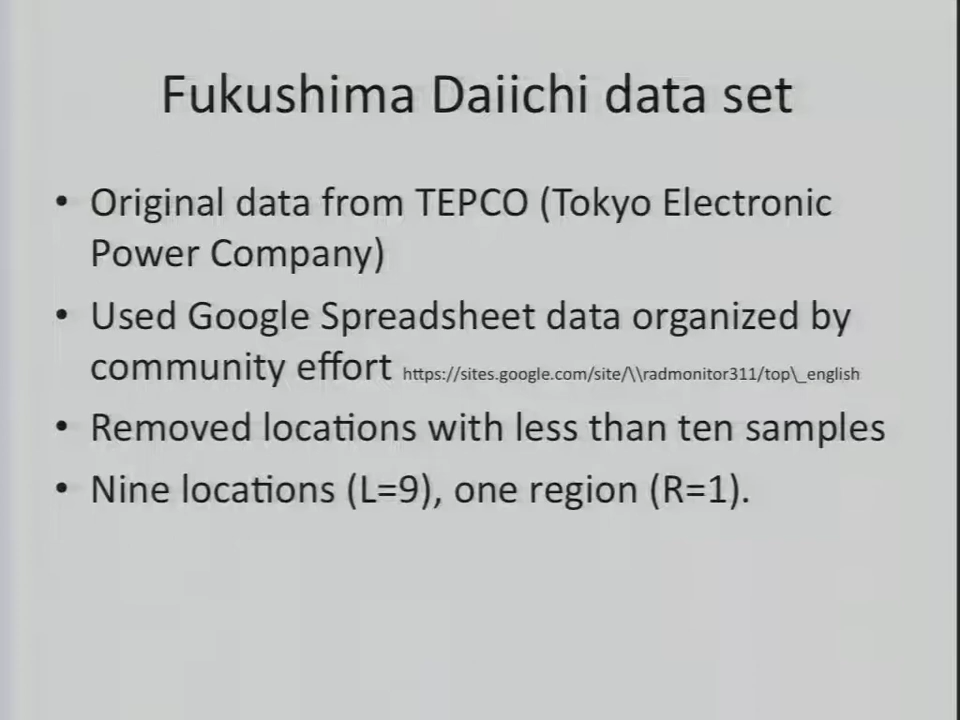 Fukushima Daiichi data set
• Original data from TEPCO (Tokyo Electronic
Power Company)
• Used Google Spreadsheet data organized by
community effort https://sites.google.com/site/\\radmonitor311/top\_english
• Removed locations with less than ten samples
• Nine locations (L=9), one region (R=1).